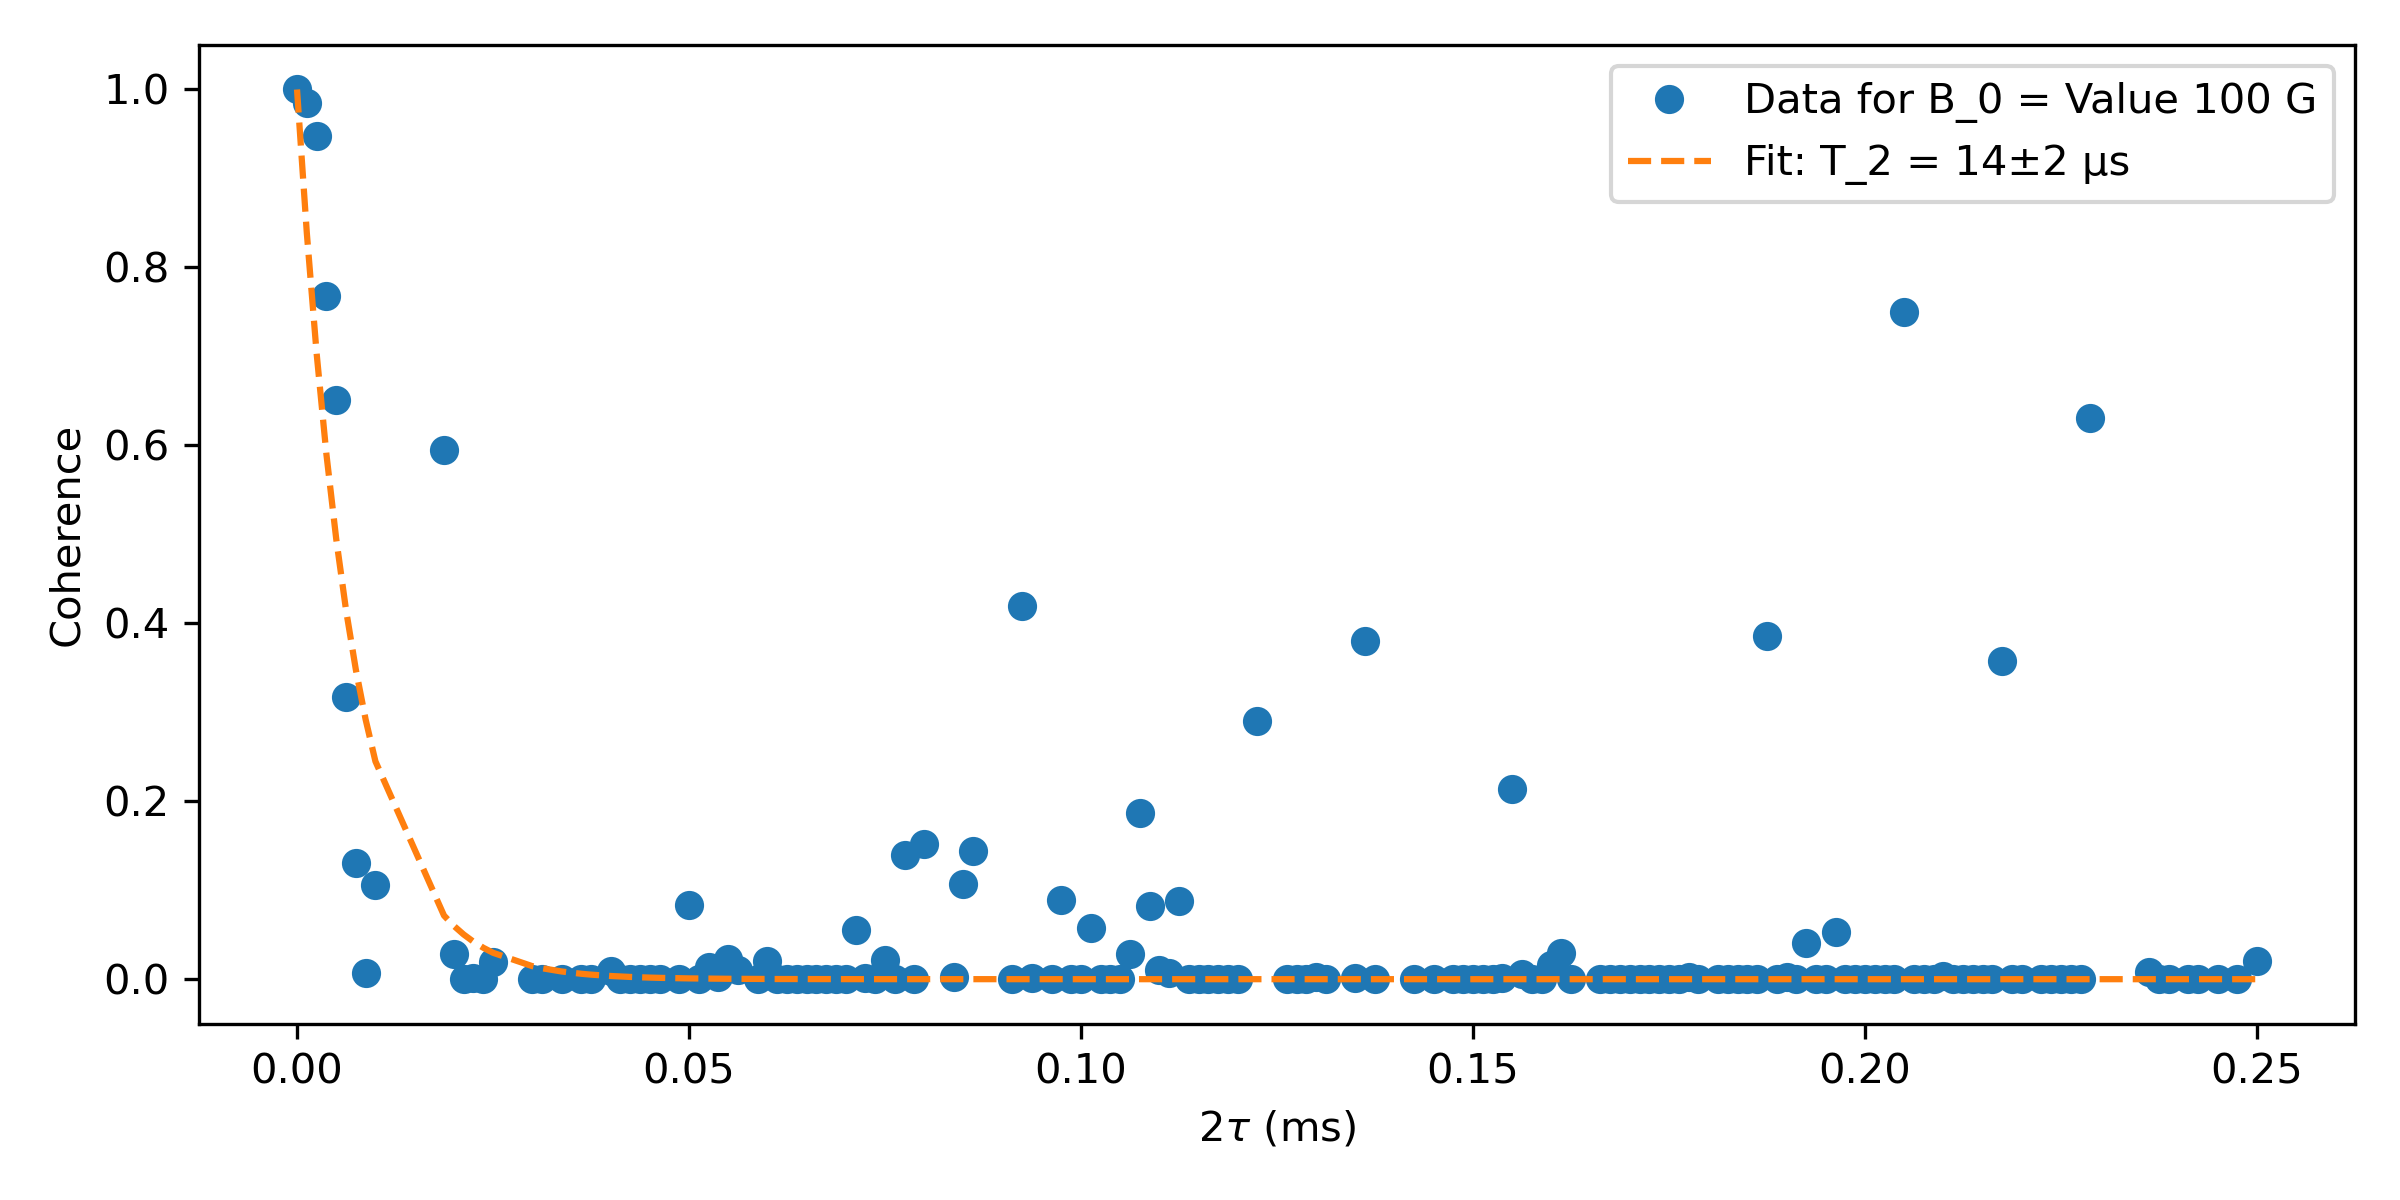 Data for B_0 = Value 100 G
Fit: T_2 = 14±2 μs
1.0
0.8
0.6
0.4
0.2
0.0
Coherence
0.00 0.05 0.10 0.15 0.20 0.25
2τ (ms)